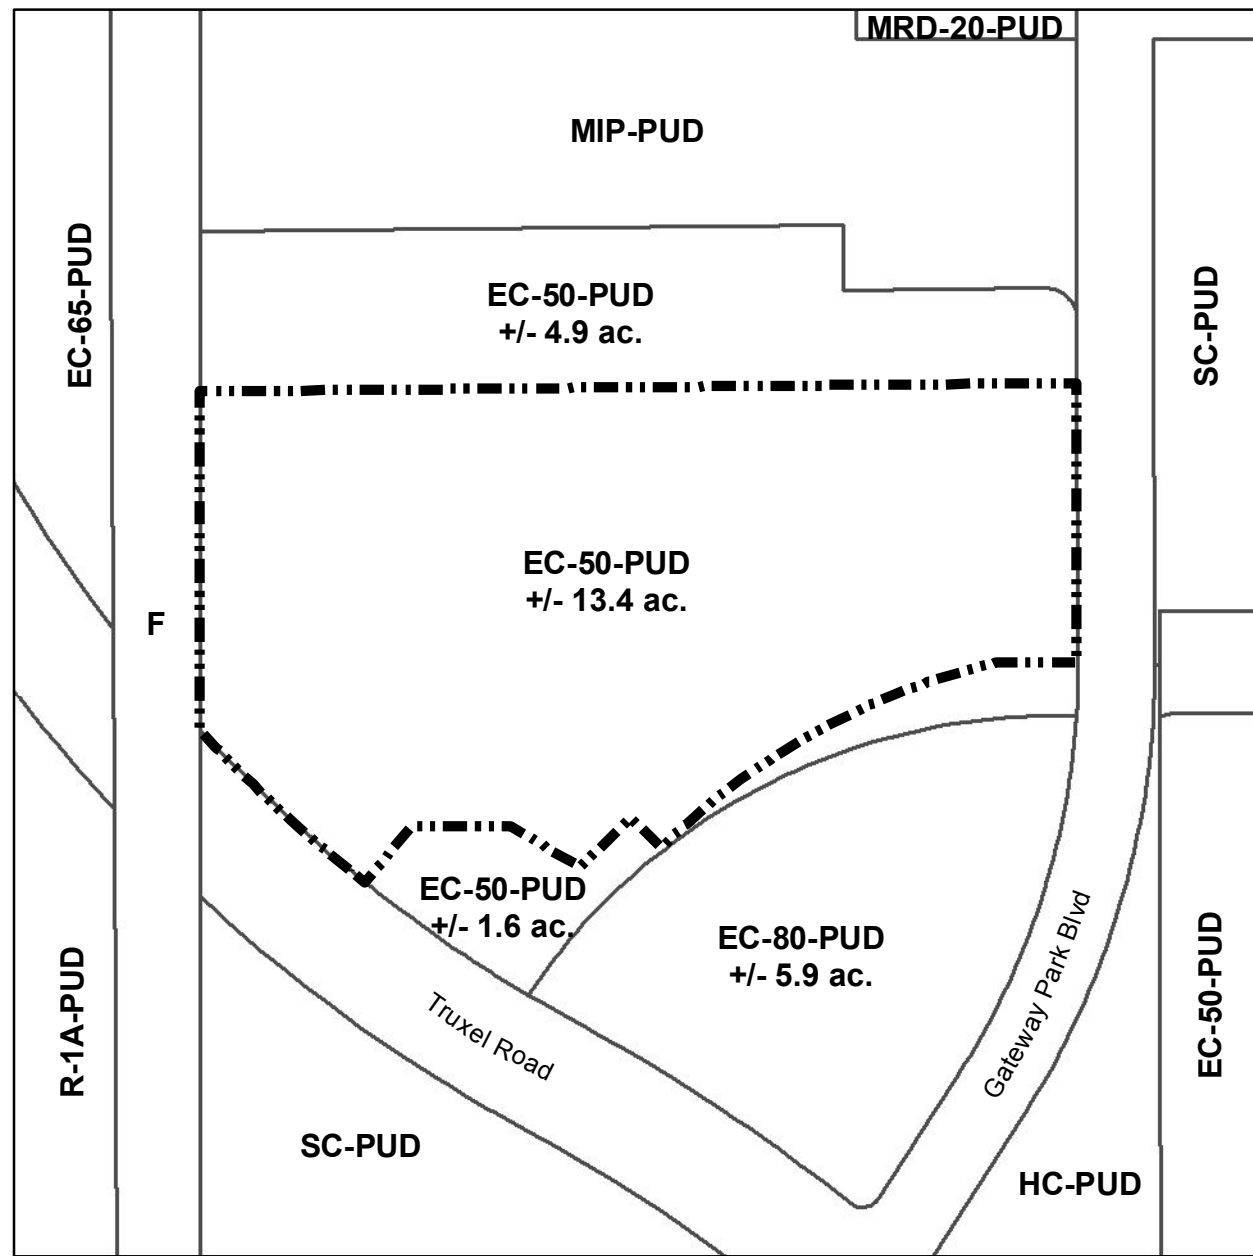 MRD-20-PUD
MIP-PUD
EC-65-PUD
EC-50-PUD
+/- 4.9 ac.
SC-PUD
EC-50-PUD
+/- 13.4 ac.
F
EC-50-PUD
+/- 1.6 ac.
EC-80-PUD
+/- 5.9 ac.
Gateway Park Blvd
EC-50-PUD
R-1A-PUD
Truxel Road
SC-PUD
HC-PUD